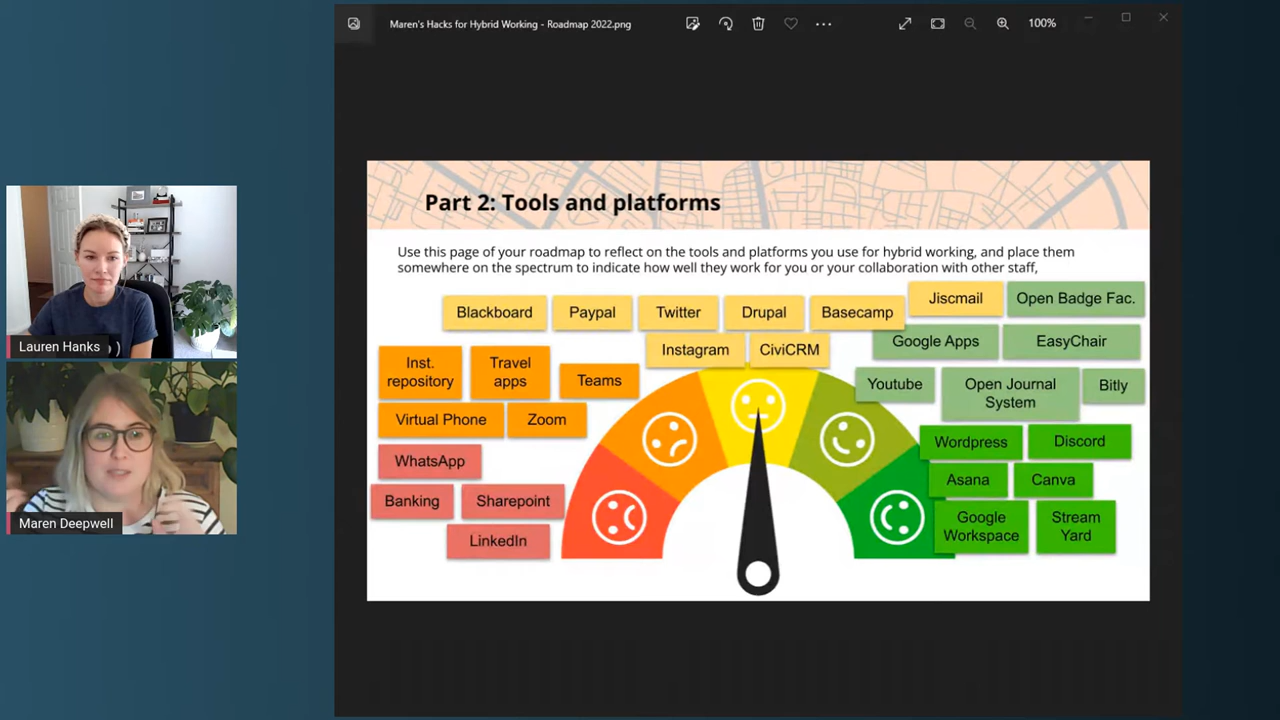 Maren's Hacks for Hybrid Working - Roadmap 2022.png
100%
Part 2: Tools and platforms
Use this page of your roadmap to reflect on the tools and platforms you use for hybrid working, and place them
somewhere on the spectrum to indicate how well they work for you or your collaboration with other staff,
Blackboard
Paypal
Twitter
Drupal
Basecamp
Jiscmail
Open Badge Fac.
Instagram
CiviCRM
Google Apps
EasyChair
Inst.
repository
Travel
apps
Teams
Youtube
Open Journal
System
Bitly
Virtual Phone
Zoom
WhatsApp
Wordpress
Discord
Banking
Sharepoint
Asana
Canva
LinkedIn
Google
Workspace
Stream
Yard
Lauren Hanks
Maren Deepwell